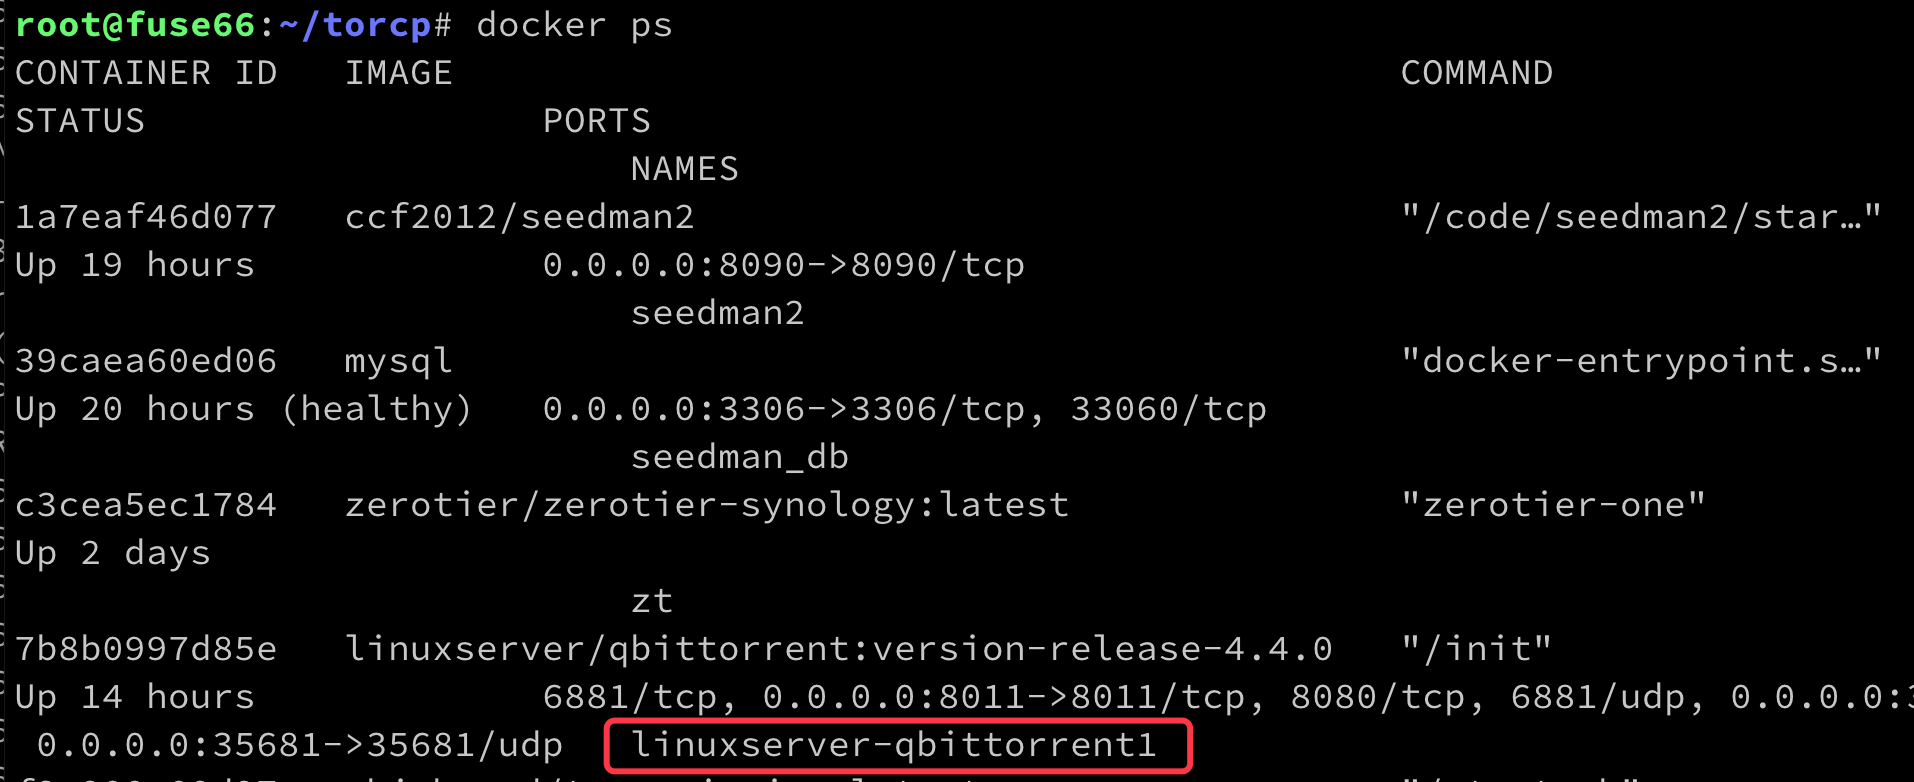 root@fuse66:~/torcp# docker ps
CONTAINER ID   IMAGE   COMMAND
STATUS   PORTS
NAMES
1a7eaf46d077   ccf2012/seedman2   "/code/seedman2/star…"
Up 19 hours   0.0.0.0:8090->8090/tcp
seedman2
39caea60ed06   mysql   "docker-entrypoint.s…"
Up 20 hours (healthy)   0.0.0.0:3306->3306/tcp, 33060/tcp
seedman_db
c3cea5ec1784   zerotier/zerotier-synology:latest   "zerotier-one"
Up 2 days
zt
7b8b0997d85e   linuxserver/qbittorrent:version-release-4.4.0   "/init"
Up 14 hours   6881/tcp, 0.0.0.0:8011->8011/tcp, 8080/tcp, 6881/udp, 0.0.0.0:
0.0.0.0:35681->35681/udp   linuxserver-qbittorrent1